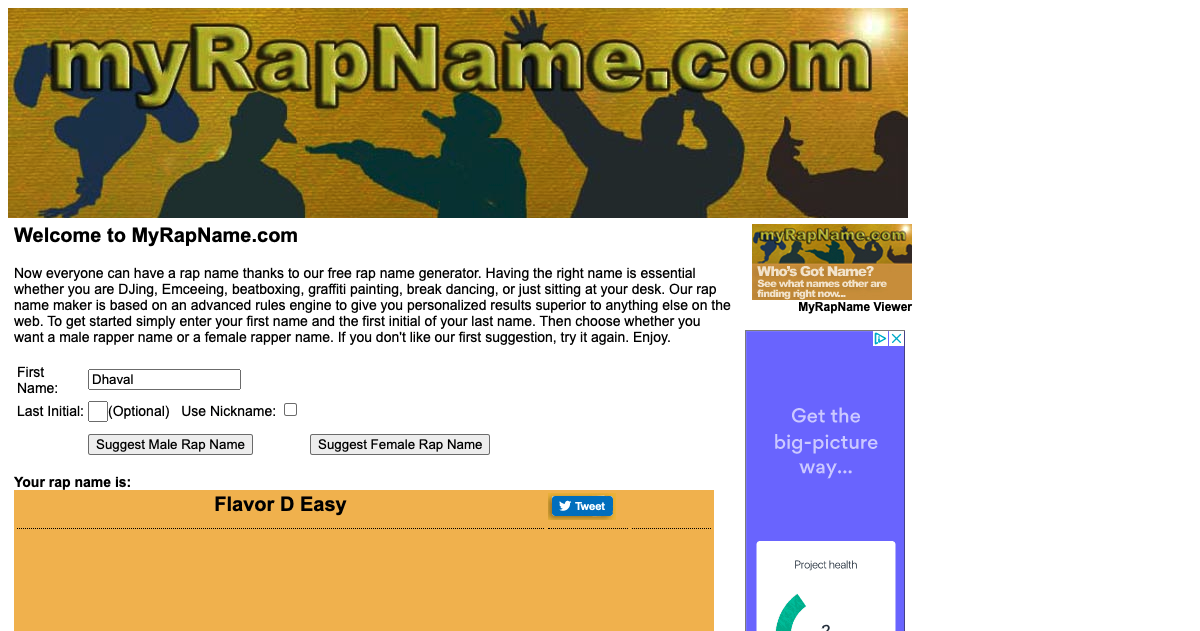 myRapName.com
Welcome to MyRapName.com
Now everyone can have a rap name thanks to our free rap name generator. Having the right name is essential
whether you are DJing, Emceeing, beatboxing, graffiti painting, break dancing, or just sitting at your desk. Our rap
name maker is based on an advanced rules engine to give you personalized results superior to anything else on the
web. To get started simply enter your first name and the first initial of your last name. Then choose whether you
want a male rapper name or a female rapper name. If you don't like our first suggestion, try it again. Enjoy.
First
Name:
Dhaval
Last Initial: (Optional) Use Nickname:
Suggest Male Rap Name Suggest Female Rap Name
Your rap name is:
Flavor D Easy
Tweet
myRapName.com
Who's Got Name?
See what names other are
finding right now...
MyRapName Viewer
Get the
big-picture
way...
Project health